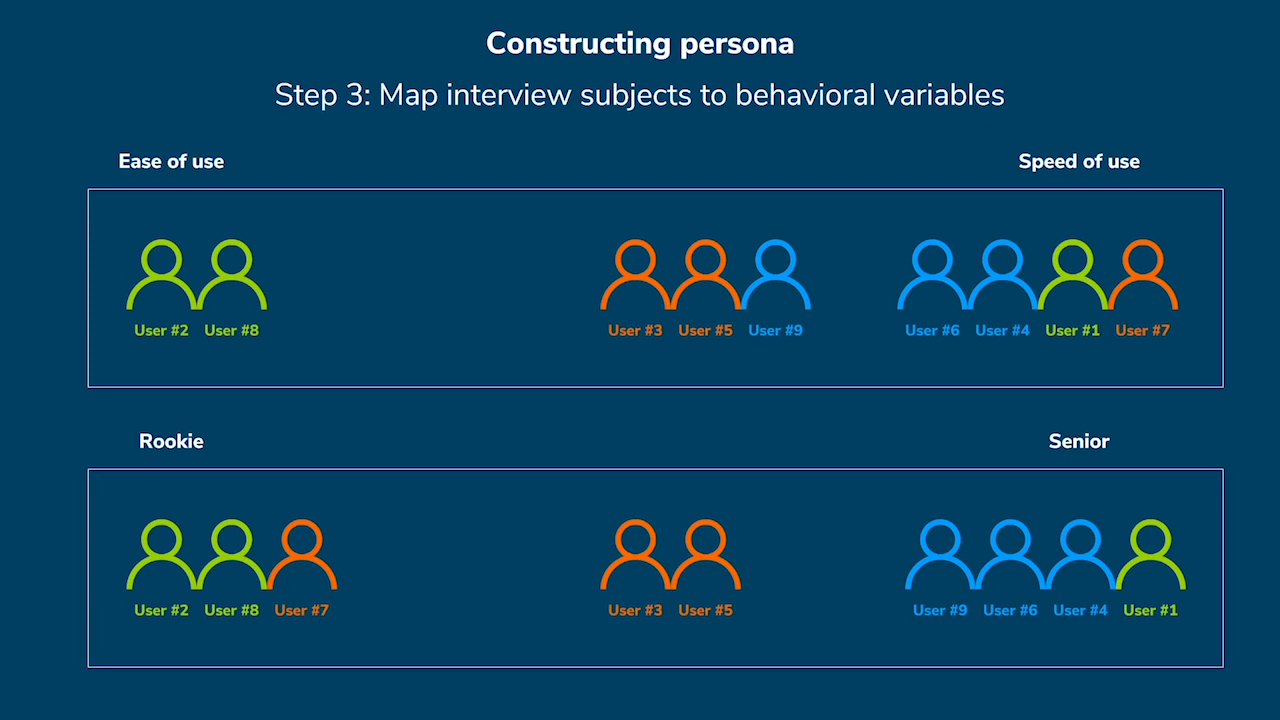 Constructing persona
Step 3: Map interview subjects to behavioral variables
Ease of use
Speed of use
User #2 User #8 User #3 User #5 User #9 User #6 User #4 User #1 User #7
Rookie
Senior
User #2 User #8 User #7 User #3 User #5 User #9 User #6 User #4 User #1